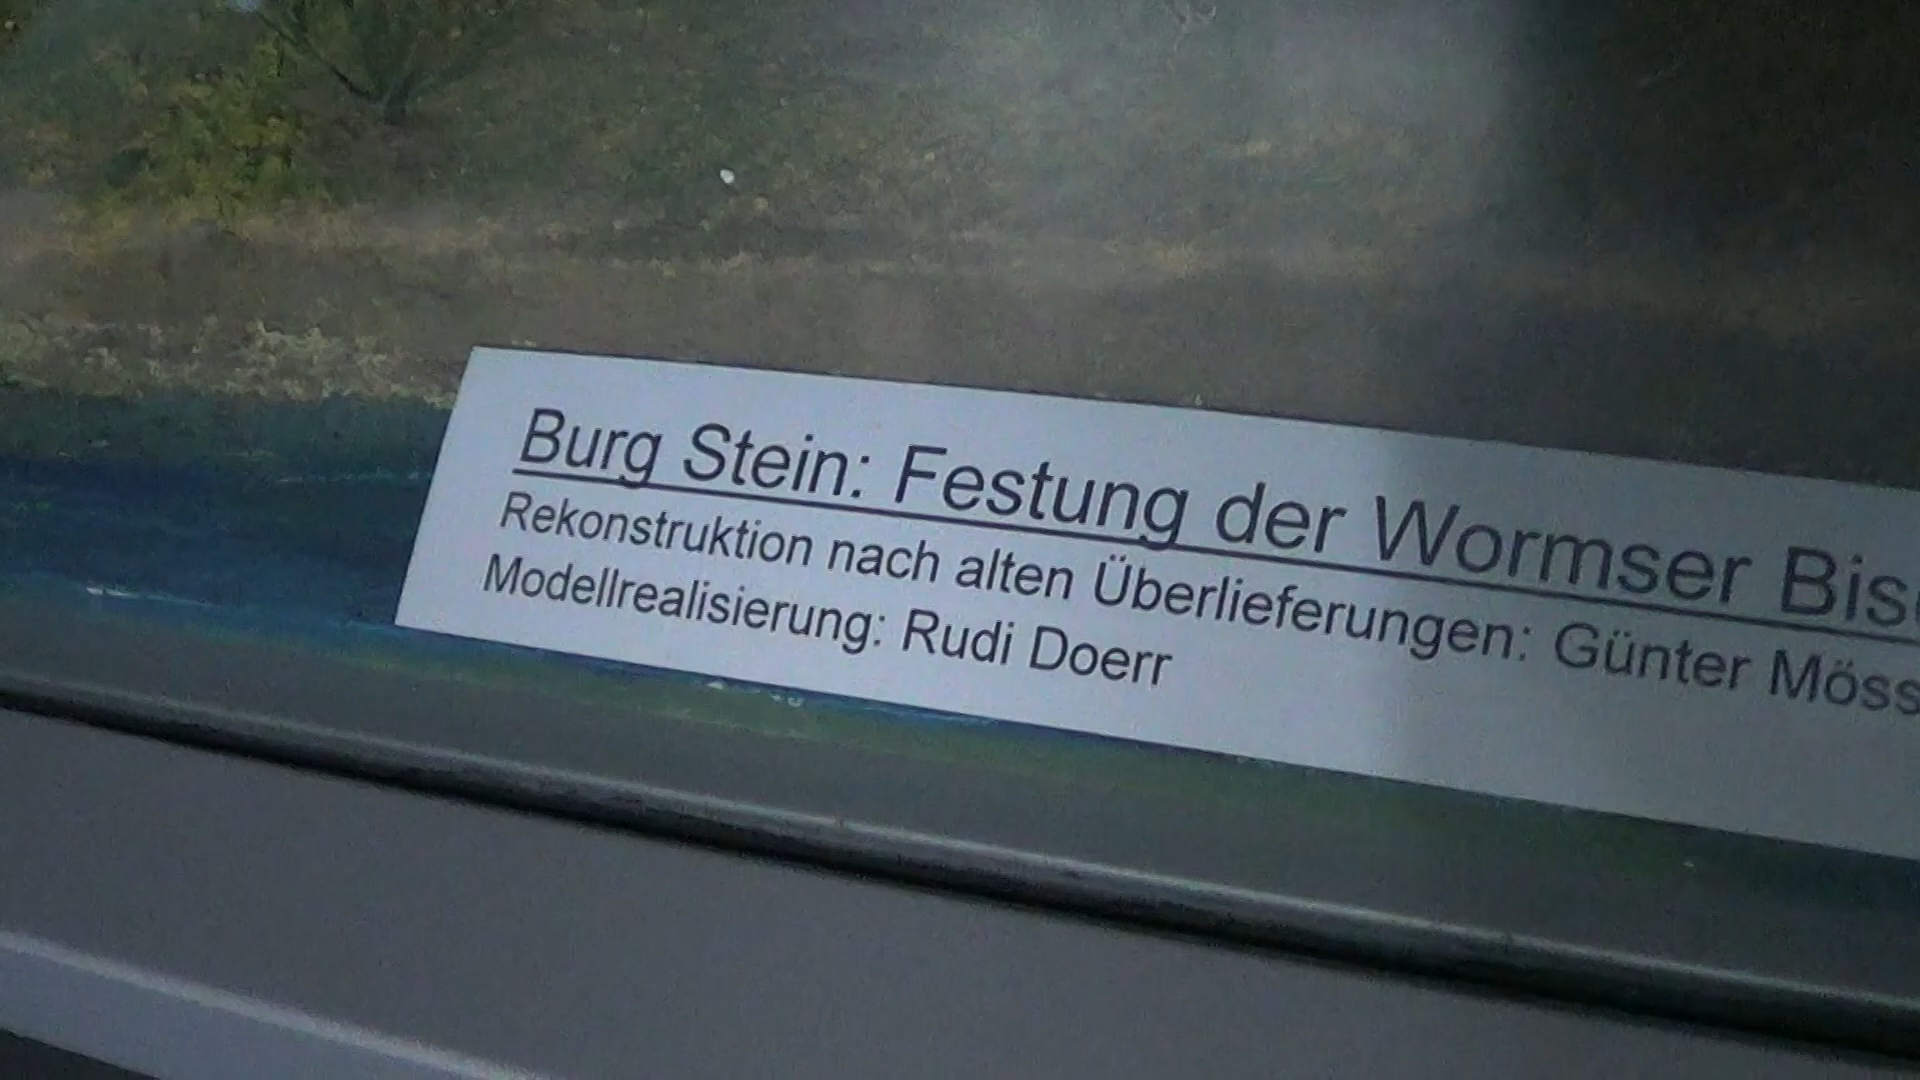 Burg Stein: Festung der Wormser
Rekonstruktion nach alten Überlieferungen: Günter
Modellrealisierung: Rudi Doerr